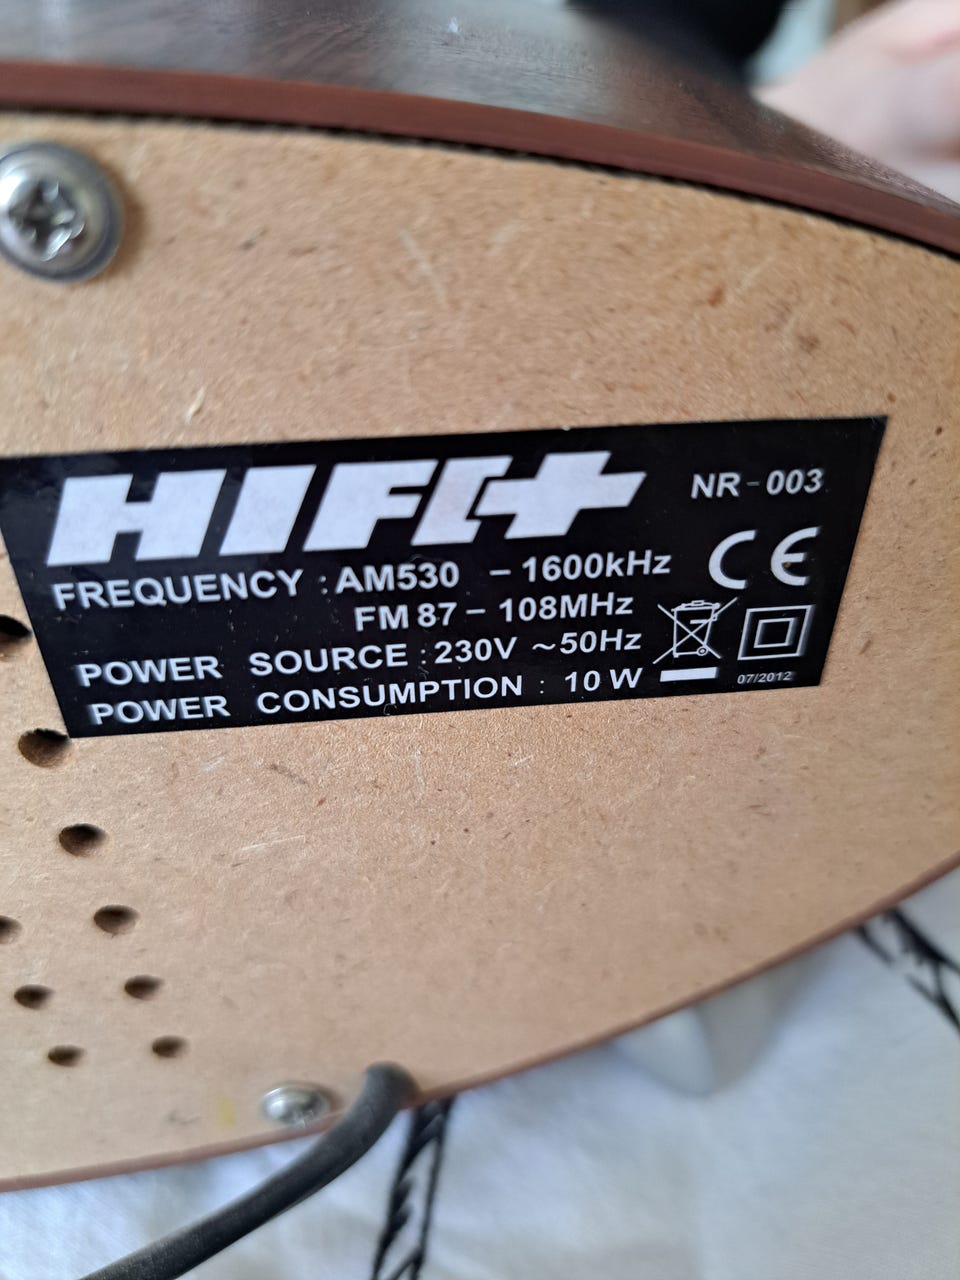 HIFI+
NR-003
FREQUENCY : AM530 - 1600kHz
FM 87 - 108MHz
CE
POWER SOURCE : 230V ~50Hz
POWER CONSUMPTION : 10 W
07/2012